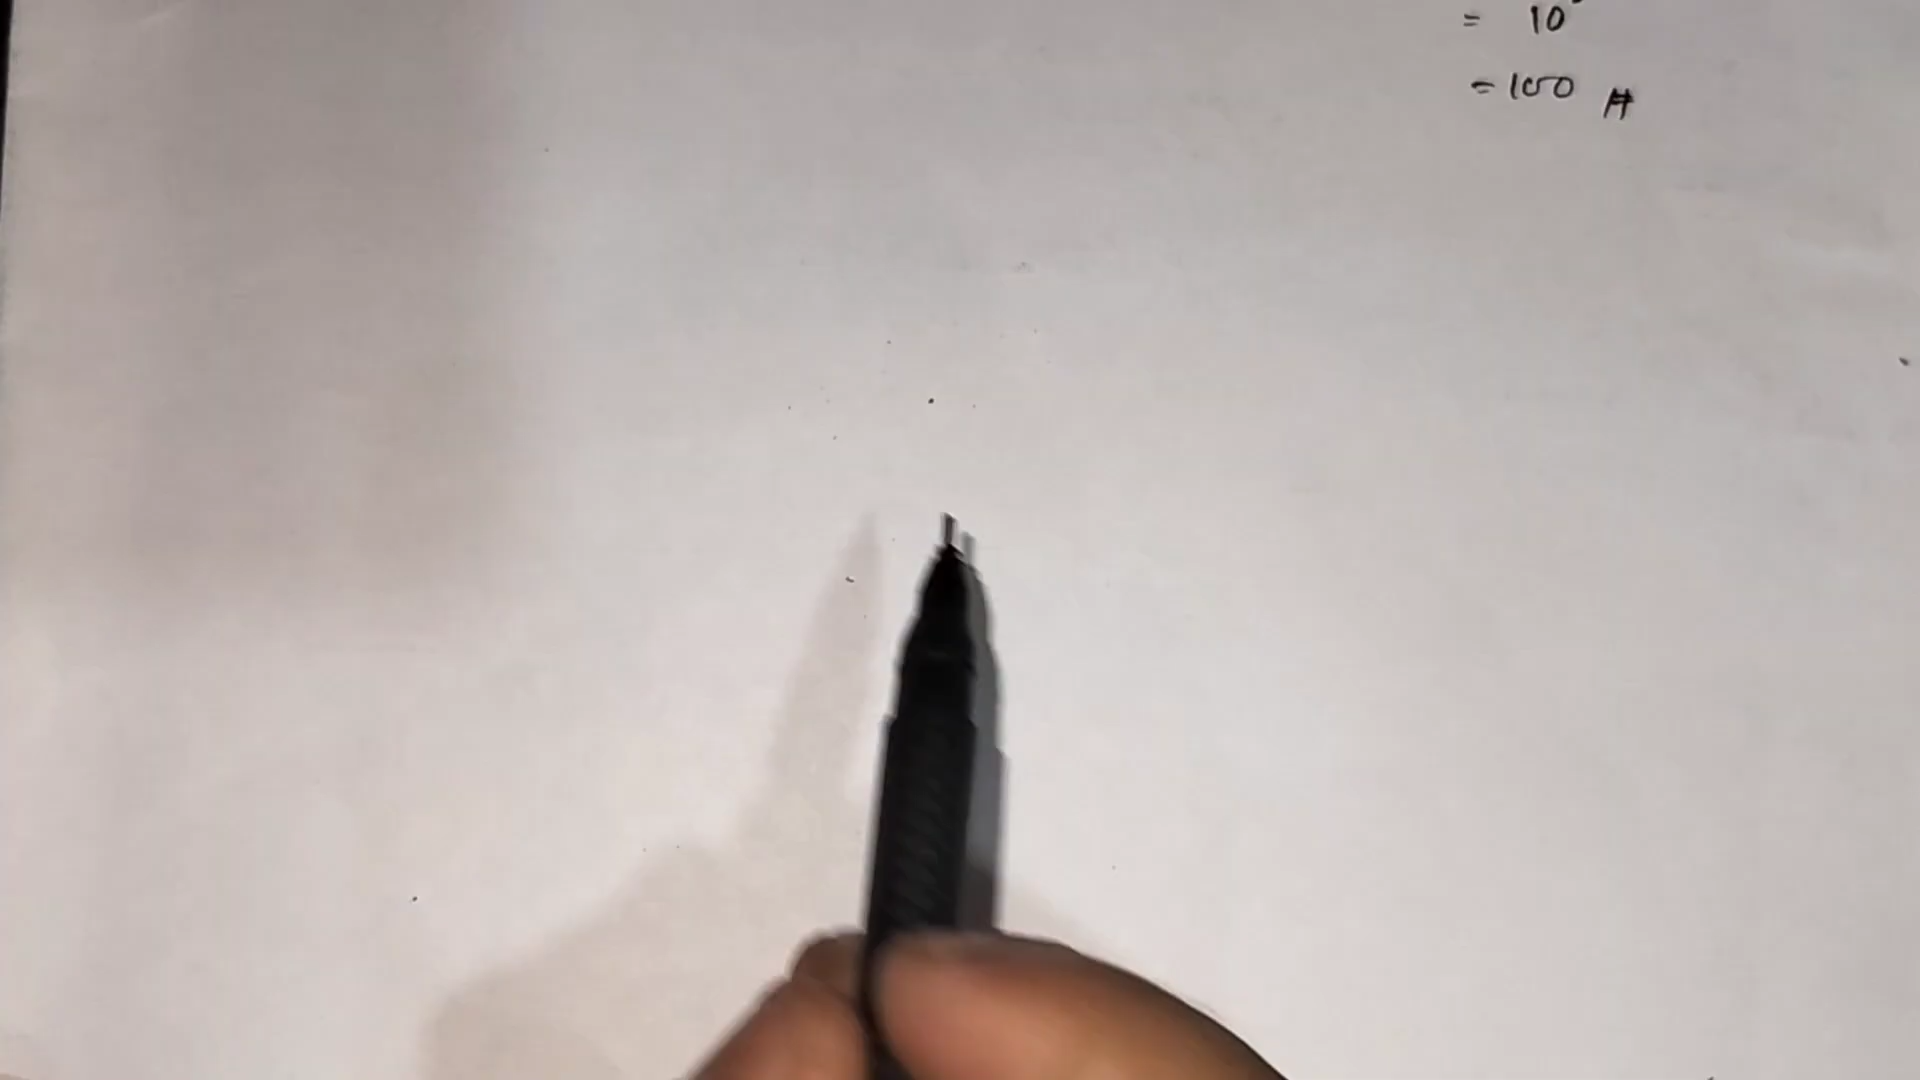 = 10
= 100 #